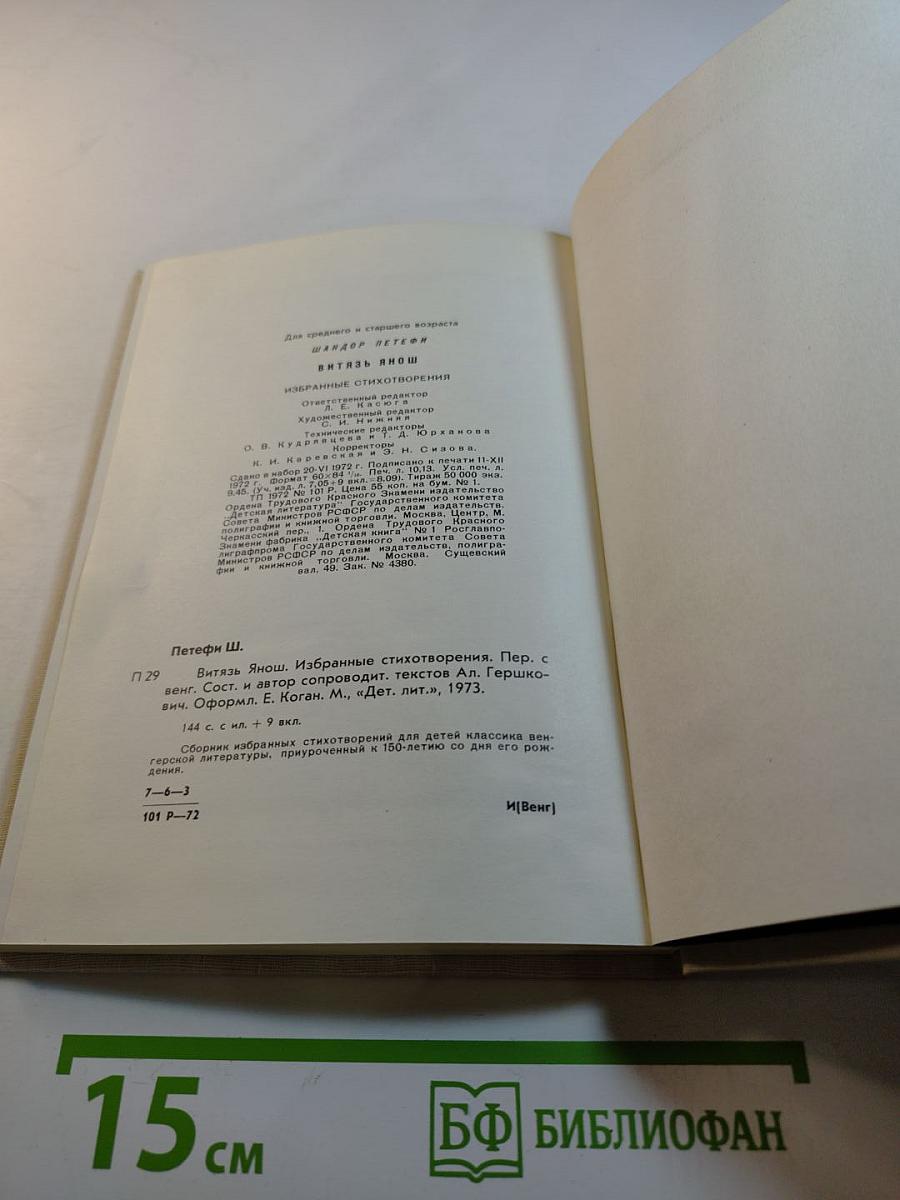 Для среднего и старшего возраста
ШАНДОР ПЕТЕФИ
ВИТЯЗЬ ЯНОШ
ИЗБРАННЫЕ СТИХОТВОРЕНИЯ
Ответственный редактор
Л. Е. Касюга
Художественный редактор
С. И. Нижняя
Технические редакторы
О. В. Кудрявцева и Т. Д. Юрханова
Корректоры
К. И. Каревская и Э. Н. Сизова.
Сдано в набор 20-VI 1972 г. Подписано к печати 11-XII
1972 г. Формат 60×84 1/16. Печ. л. 10,13. Усл. печ. л.
9,45. (Уч. изд. л. 7,05+9 вкл.=8.09). Тираж 50 000 экз.
ТП 1972 № 101 Р. Цена 55 коп. на бум. № 1.
Ордена Трудового Красного Знамени издательство
„Детская литература" Государственного комитета
Совета Министров РСФСР по делам издательств,
полиграфии и книжной торговли. Москва, Центр, М.
Черкасский пер., 1. Ордена Трудового Красного
Знамени фабрика „Детская книга" №1 Росглавпо-
лиграфпрома Государственного комитета Совета
Министров РСФСР по делам издательств, полигра-
фии и книжной торговли. Москва. Сущевский
вал, 49. Зак. № 4380.
Петефи Ш.
П 29 Витязь Янош. Избранные стихотворения. Пер. с
венг. Сост. и автор сопроводит. текстов Ал. Гершко-
вич. Оформл. Е. Коган. М., «Дет. лит.», 1973.
144 с. с ил. + 9 вкл.
Сборник избранных стихотворений для детей классика вен-
герской литературы, приуроченный к 150-летию со дня его рож-
дения.
7—6—3
101 Р—72
И(Венг)
15 см
БФ БИБЛИОФАН